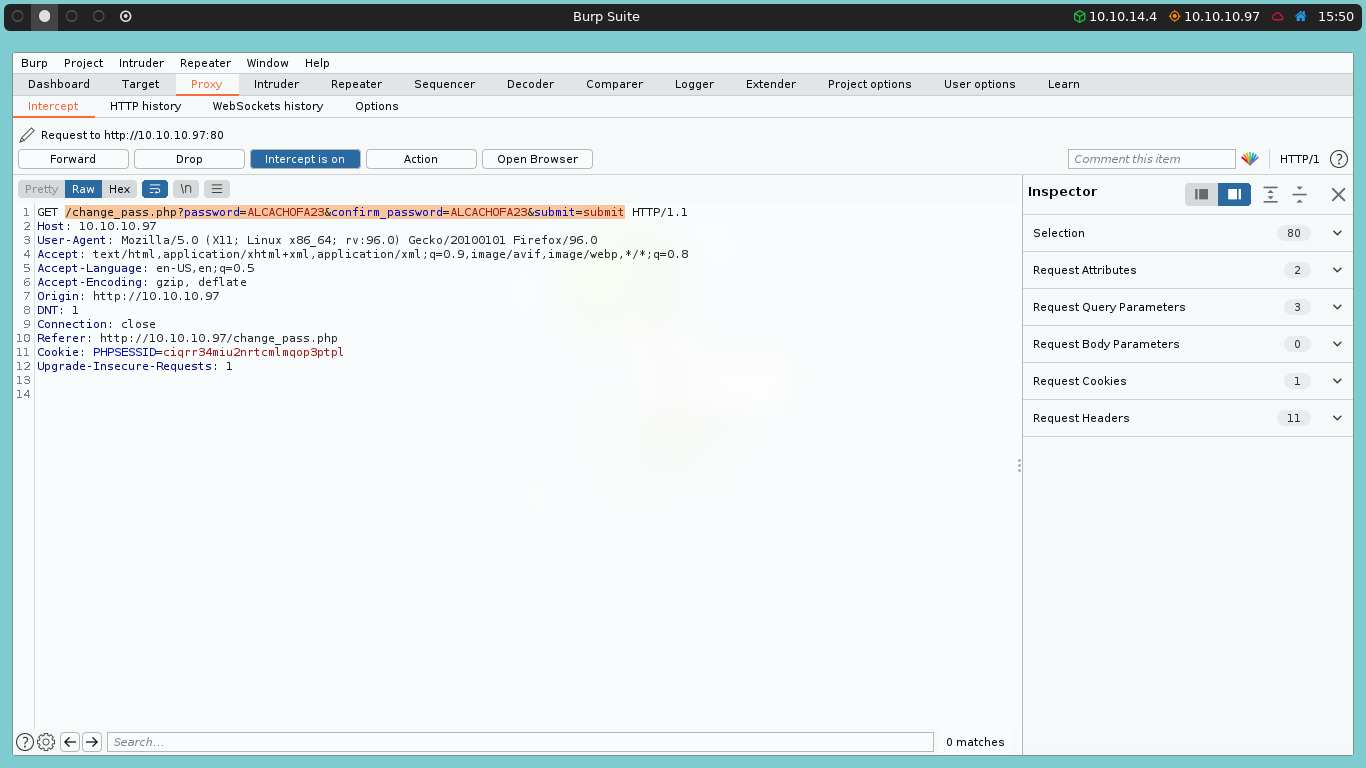 Burp Suite
10.10.14.4 10.10.10.97 15:50
Burp Project Intruder Repeater Window Help
Dashboard Target Proxy Intruder Repeater Sequencer Decoder Comparer Logger Extender Project options User options Learn
Intercept HTTP history WebSockets history Options
Request to http://10.10.10.97:80
Forward Drop Intercept is on Action Open Browser Comment this item HTTP/1 ?
Pretty Raw Hex \n
Inspector
1 GET /change_pass.php?password=ALCACHOFA23&confirm_password=ALCACHOFA23&submit=submit HTTP/1.1
2 Host: 10.10.10.97
3 User-Agent: Mozilla/5.0 (X11; Linux x86_64; rv:96.0) Gecko/20100101 Firefox/96.0
4 Accept: text/html,application/xhtml+xml,application/xml;q=0.9,image/avif,image/webp,*/*;q=0.8
5 Accept-Language: en-US,en;q=0.5
6 Accept-Encoding: gzip, deflate
7 Origin: http://10.10.10.97
8 DNT: 1
9 Connection: close
10 Referer: http://10.10.10.97/change_pass.php
11 Cookie: PHPSESSID=ciqrr34miu2nrtcmlmqop3ptpl
12 Upgrade-Insecure-Requests: 1
13
14
Selection 80
Request Attributes 2
Request Query Parameters 3
Request Body Parameters 0
Request Cookies 1
Request Headers 11
? Search... 0 matches